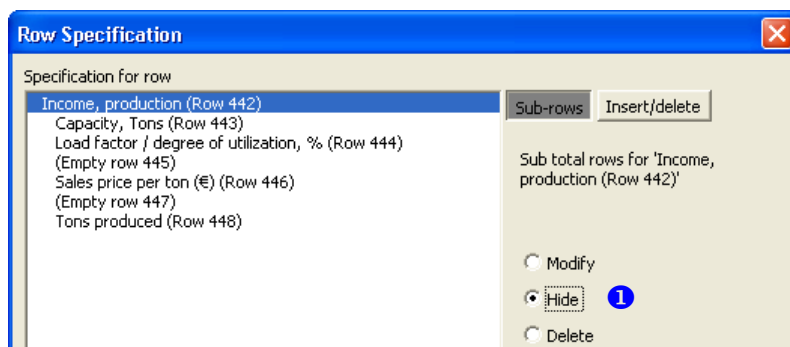 Row Specification
Specification for row
Income, production (Row 442)
Capacity, Tons (Row 443)
Load factor / degree of utilization, % (Row 444)
(Empty row 445)
Sales price per ton (€) (Row 446)
(Empty row 447)
Tons produced (Row 448)
Sub-rows
Insert/delete
Sub total rows for 'Income,
production (Row 442)'
Modify
Hide ❶
Delete